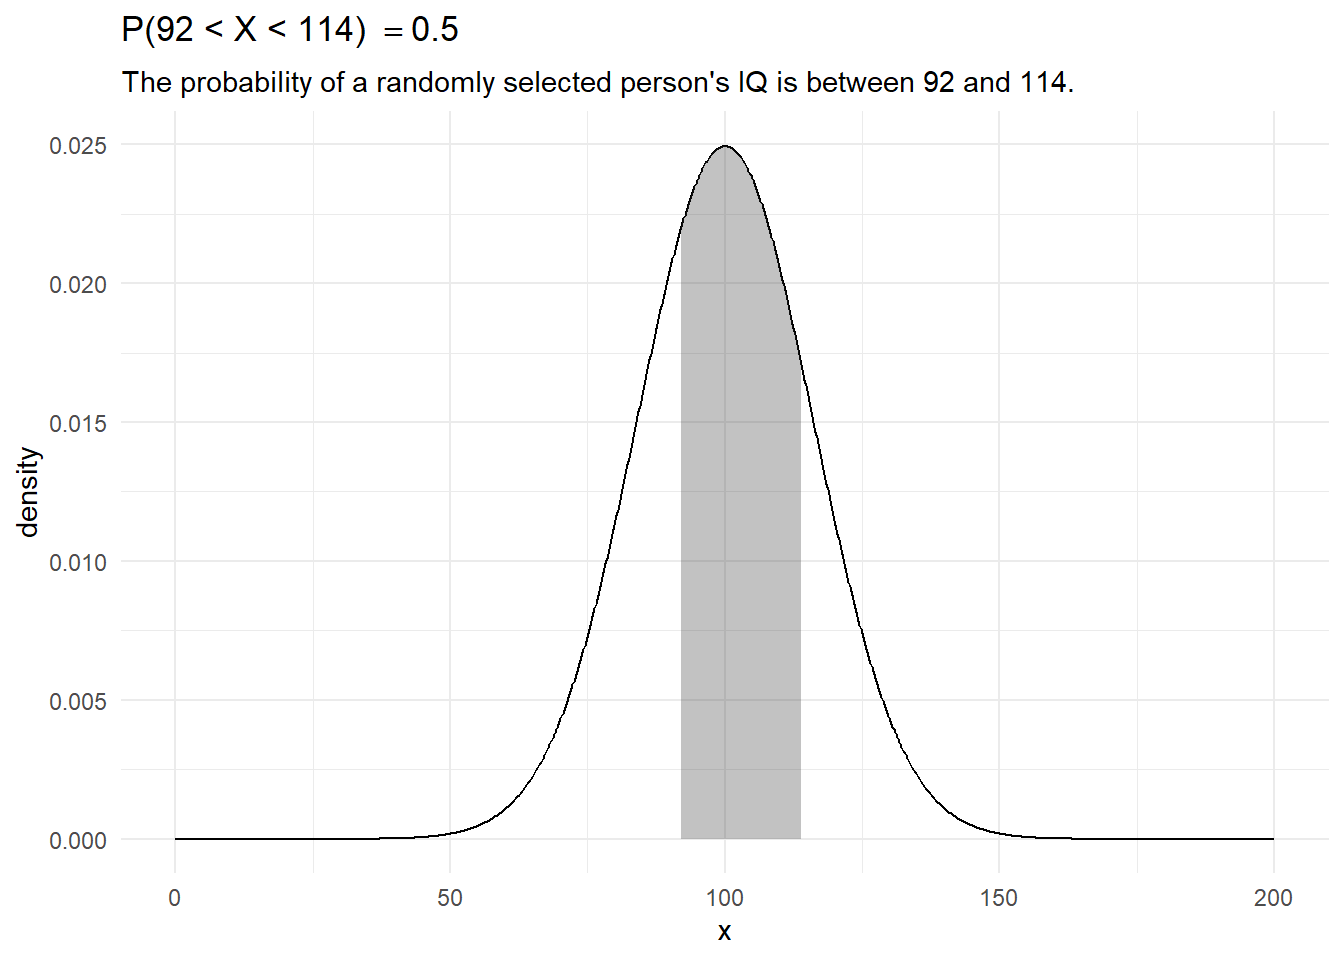 P(92 < X < 114) = 0.5
The probability of a randomly selected person's IQ is between 92 and 114.
0.025
0.020
0.015
0.010
0.005
0.000
density
0 50 100 150 200
x